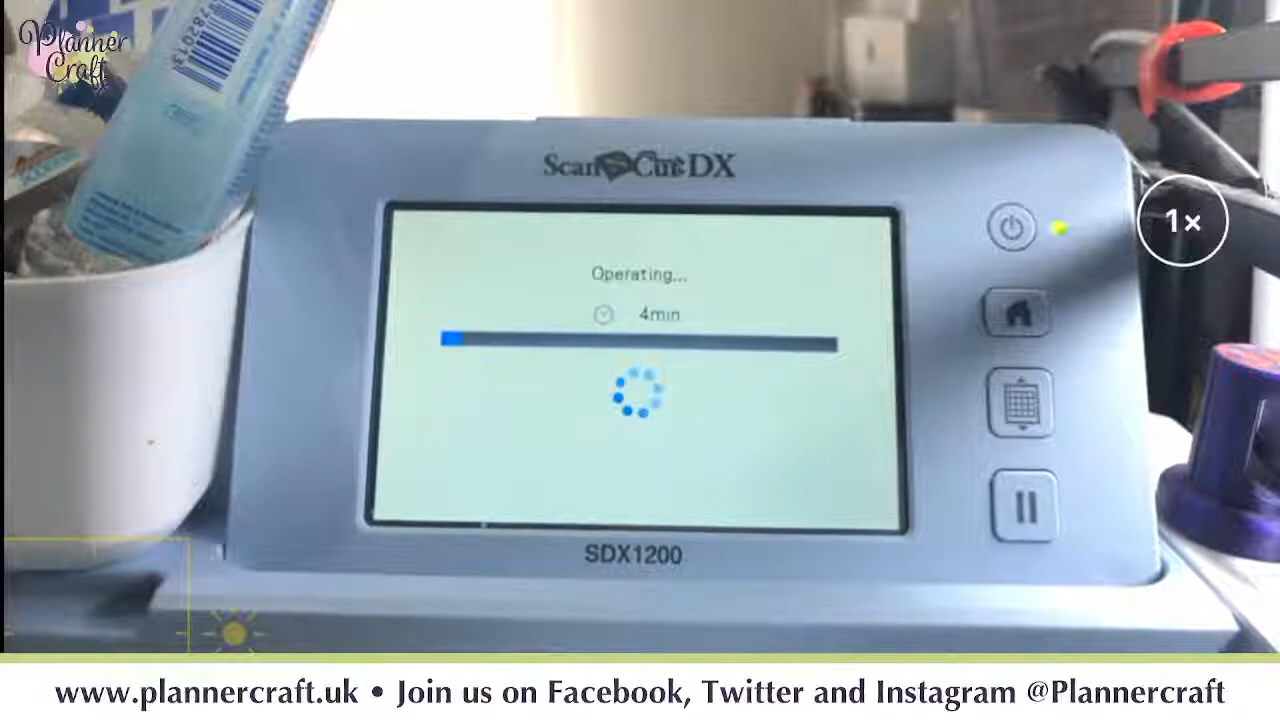 Planner
Craft
ScanNCut DX
Operating...
4min
1×
SDX1200
www.plannercraft.uk • Join us on Facebook, Twitter and Instagram @Plannercraft